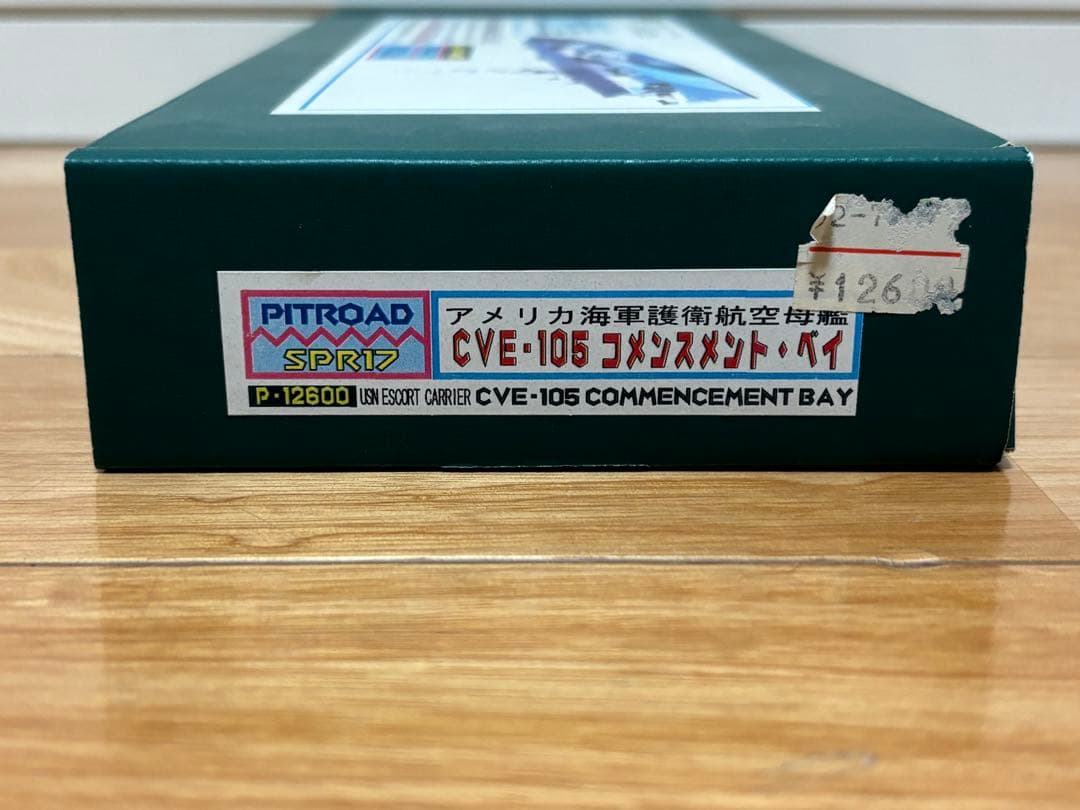 ¥12600
PITROAD
SPR17
アメリカ海軍護衛航空母艦
CVE-105 コメンスメント・ベイ
P-12600 USN ESCORT CARRIER CVE-105 COMMENCEMENT BAY